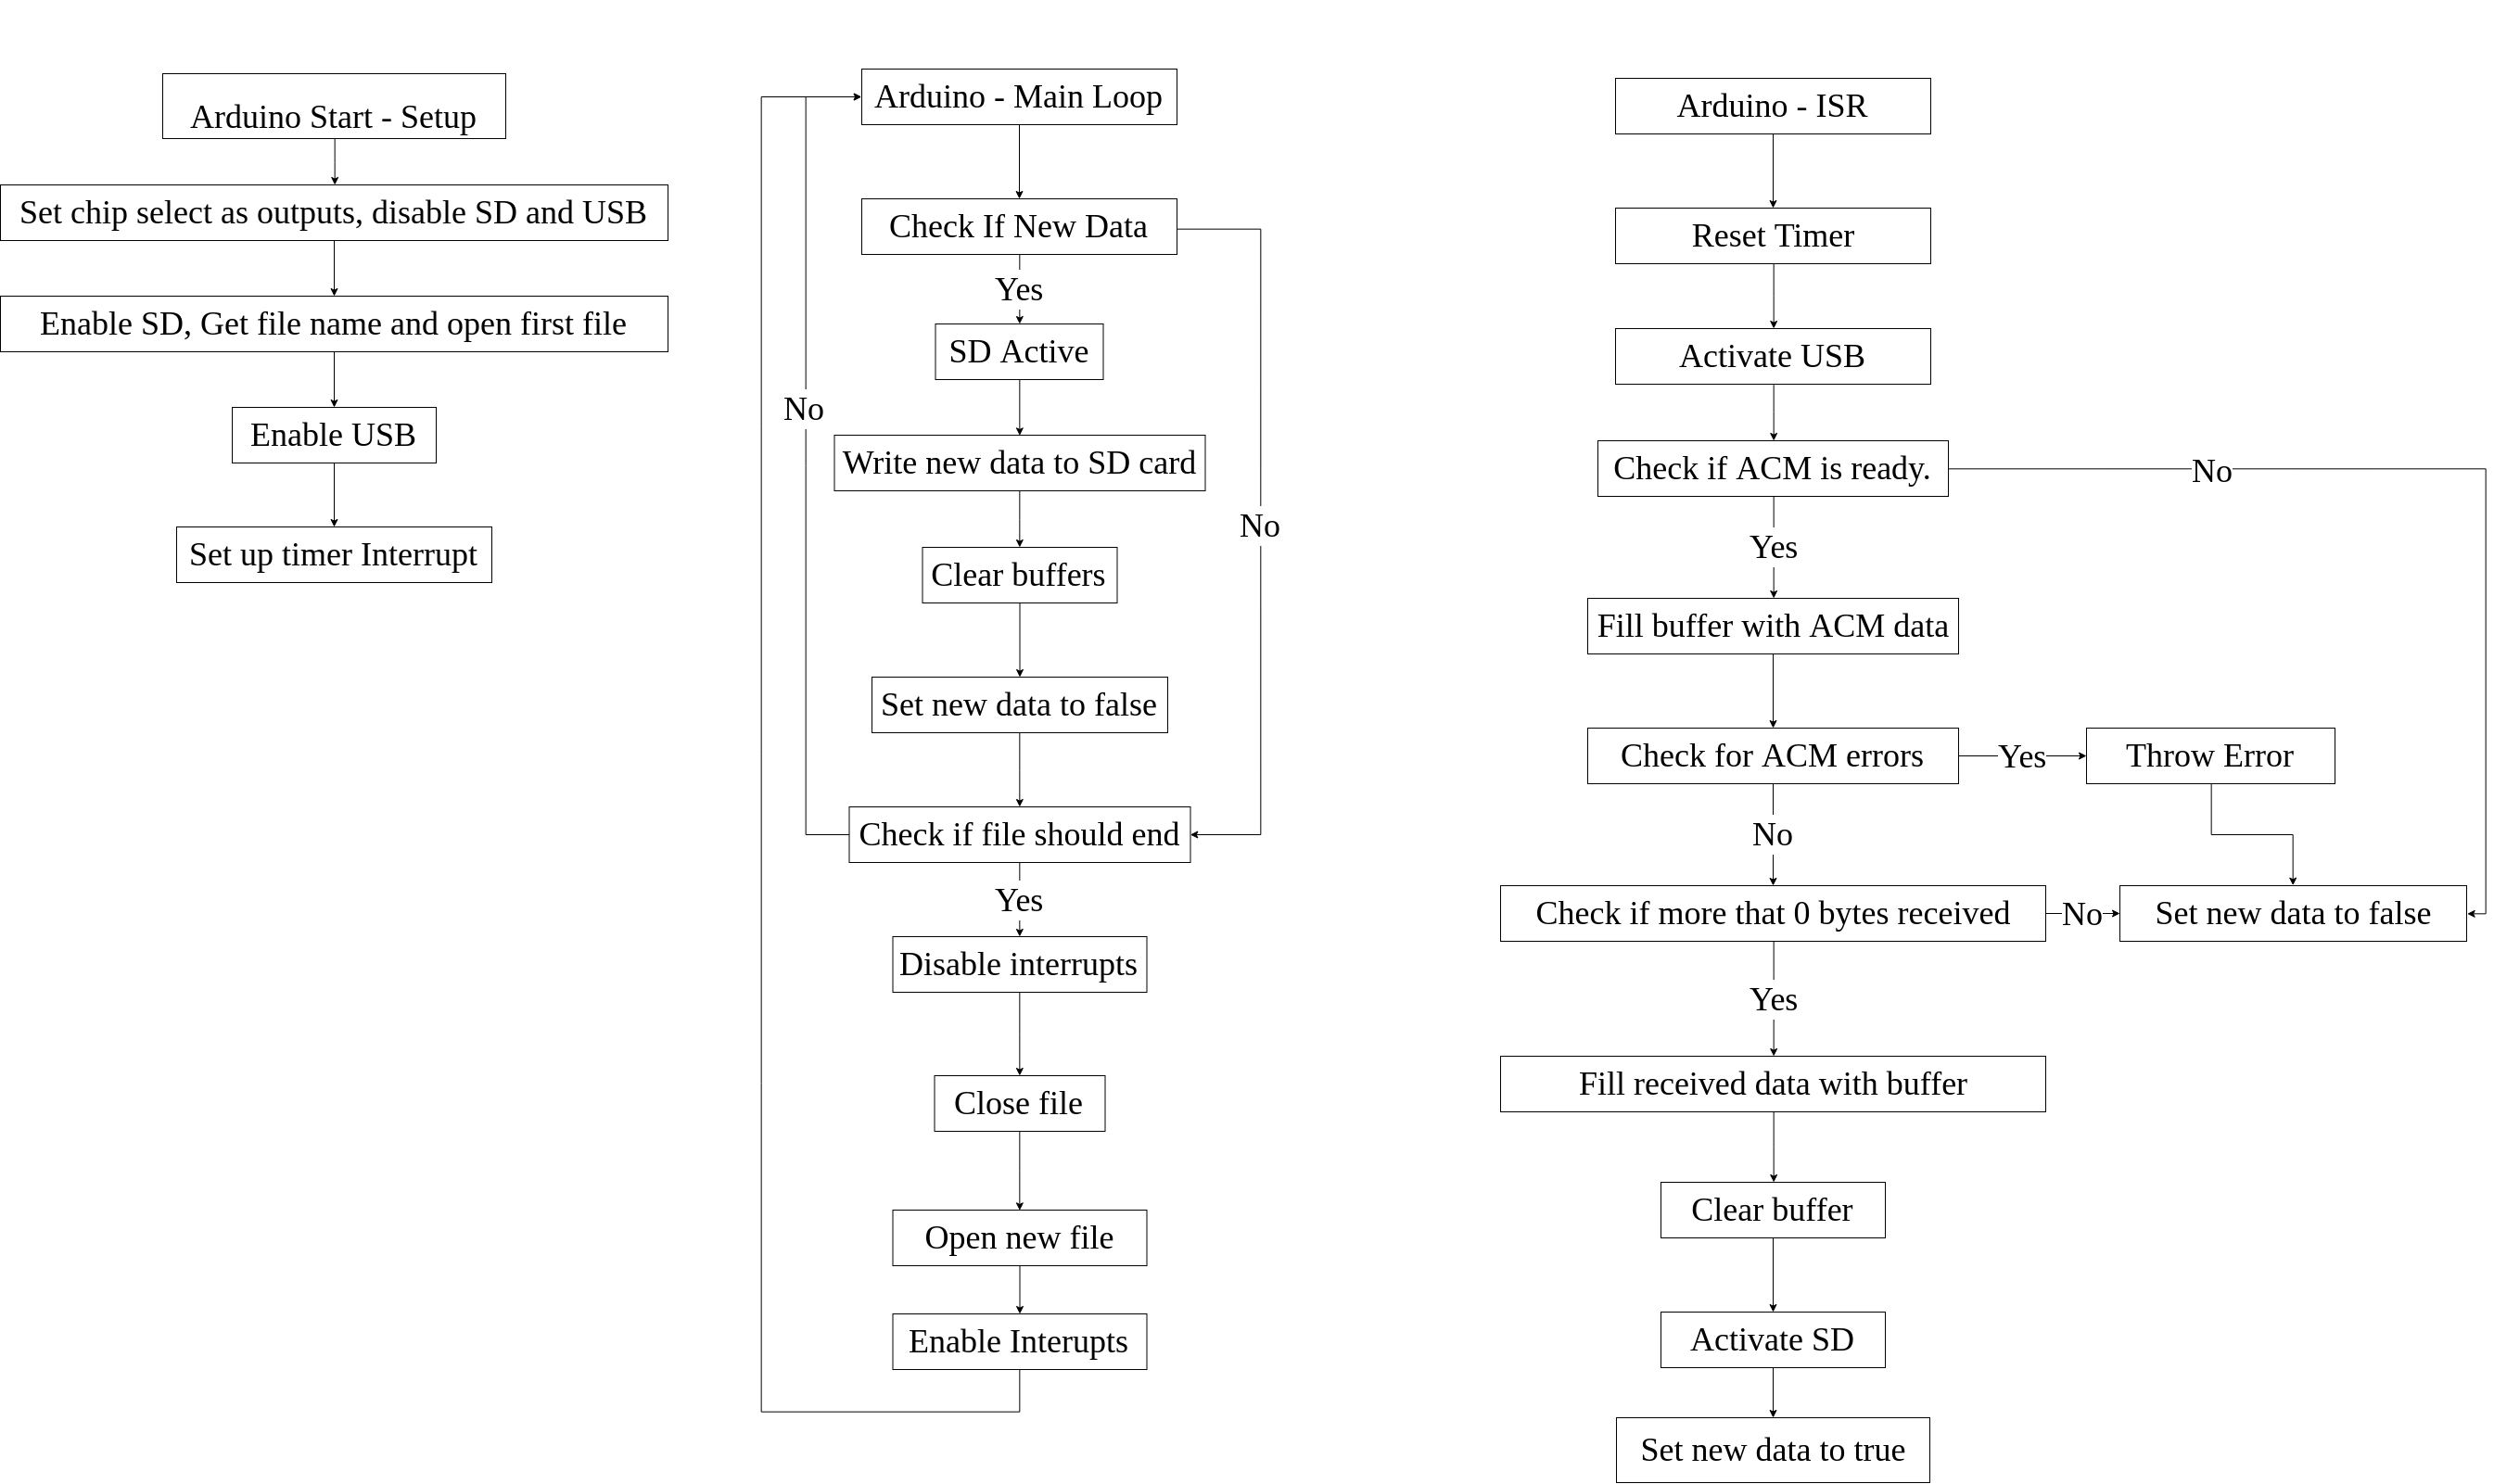 Arduino Start - Setup
Set chip select as outputs, disable SD and USB
Enable SD, Get file name and open first file
Enable USB
Set up timer Interrupt
Arduino - Main Loop
Check If New Data
Yes
SD Active
No
Write new data to SD card
No
Clear buffers
Set new data to false
Check if file should end
Yes
Disable interrupts
Close file
Open new file
Enable Interupts
Arduino - ISR
Reset Timer
Activate USB
Check if ACM is ready.
No
Yes
Fill buffer with ACM data
Check for ACM errors
Yes
Throw Error
No
Check if more that 0 bytes received
No
Set new data to false
Yes
Fill received data with buffer
Clear buffer
Activate SD
Set new data to true